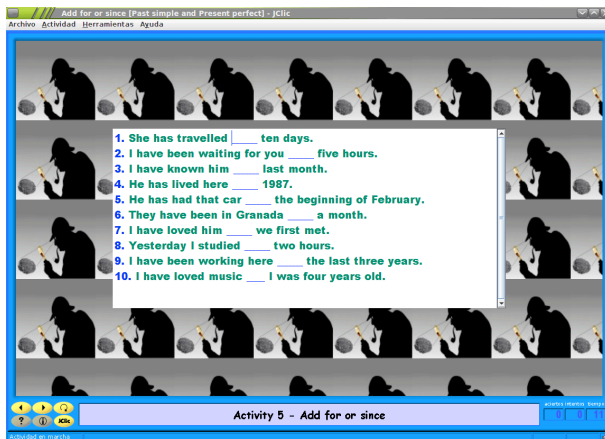 Add for or since [Past simple and Present perfect] - JClic
Archivo Actividad Herramientas Ayuda
1. She has travelled ____ ten days.
2. I have been waiting for you ____ five hours.
3. I have known him ____ last month.
4. He has lived here ____ 1987.
5. He has had that car ____ the beginning of February.
6. They have been in Granada ____ a month.
7. I have loved him ____ we first met.
8. Yesterday I studied ____ two hours.
9. I have been working here ____ the last three years.
10. I have loved music ___ I was four years old.
Activity 5 - Add for or since
aciertos intentos tiempo
0 0 11
? i JClic
Actividad en marcha